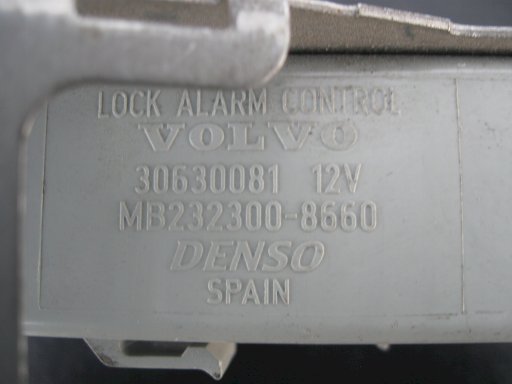 LOCK ALARM CONTROL
VOLVO
30630081 12V
MB232300-8660
DENSO
SPAIN